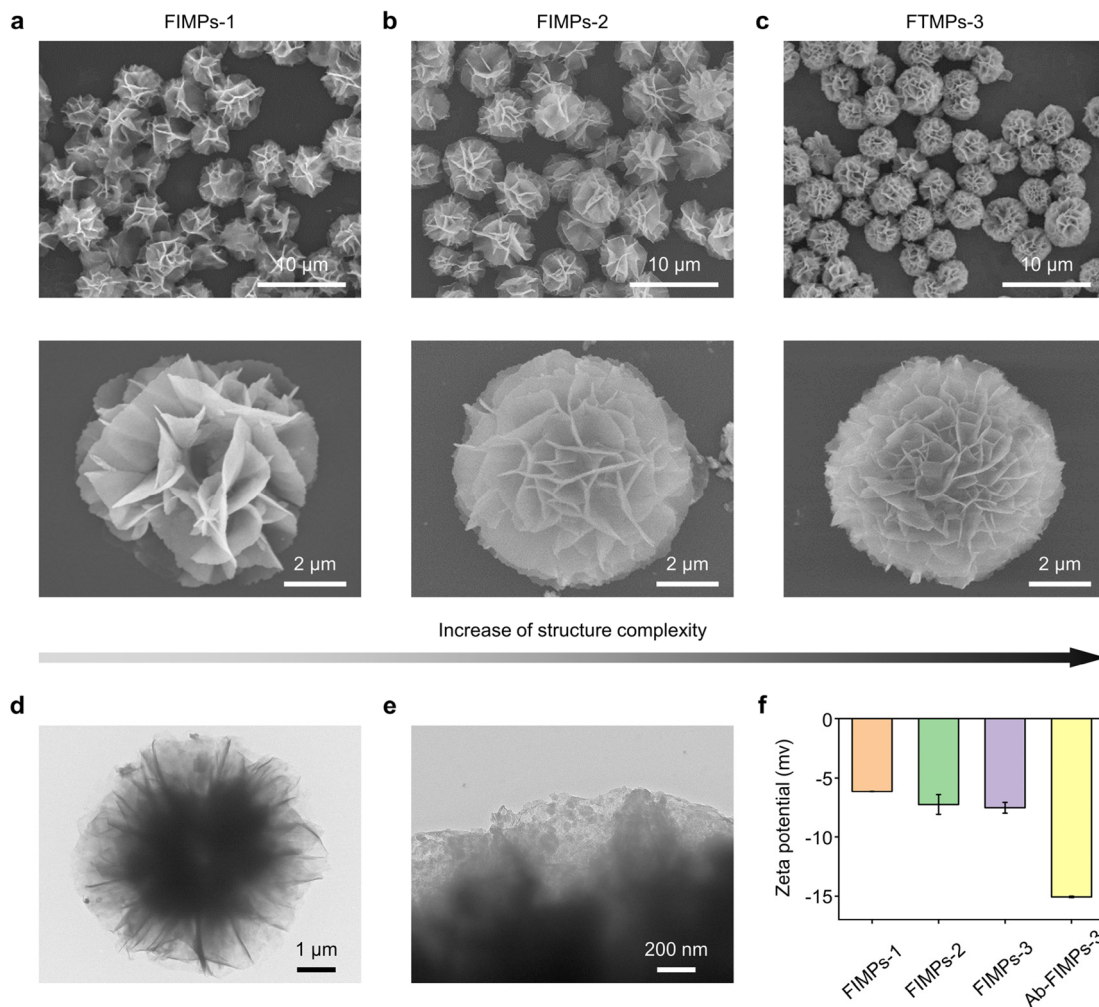 a FIMPs-1
b FIMPs-2
c FTMPs-3
10 μm
10 μm
10 μm
2 μm
2 μm
2 μm
Increase of structure complexity
d
e
f
1 μm
200 nm
Zeta potential (mv)
0
-5
-10
-15
FIMPs-1
FIMPs-2
FIMPs-3
Ab-FIMPs-3